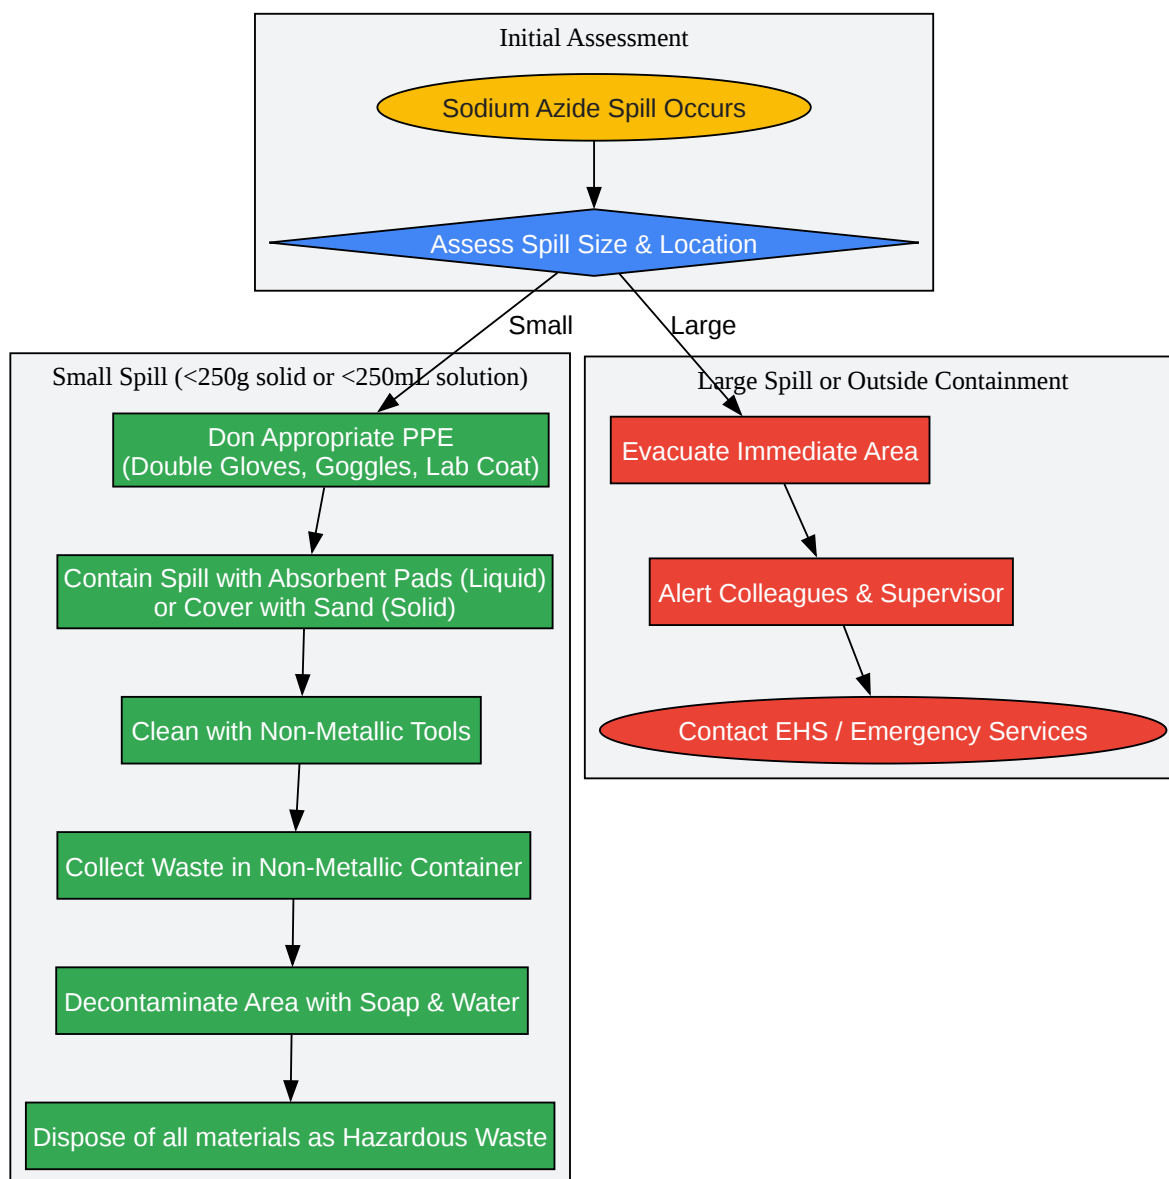 Initial Assessment
Sodium Azide Spill Occurs
Assess Spill Size & Location
Small
Large
Small Spill (<250g solid or <250mL solution)
Don Appropriate PPE
(Double Gloves, Goggles, Lab Coat)
Contain Spill with Absorbent Pads (Liquid)
or Cover with Sand (Solid)
Clean with Non-Metallic Tools
Collect Waste in Non-Metallic Container
Decontaminate Area with Soap & Water
Dispose of all materials as Hazardous Waste
Large Spill or Outside Containment
Evacuate Immediate Area
Alert Colleagues & Supervisor
Contact EHS / Emergency Services